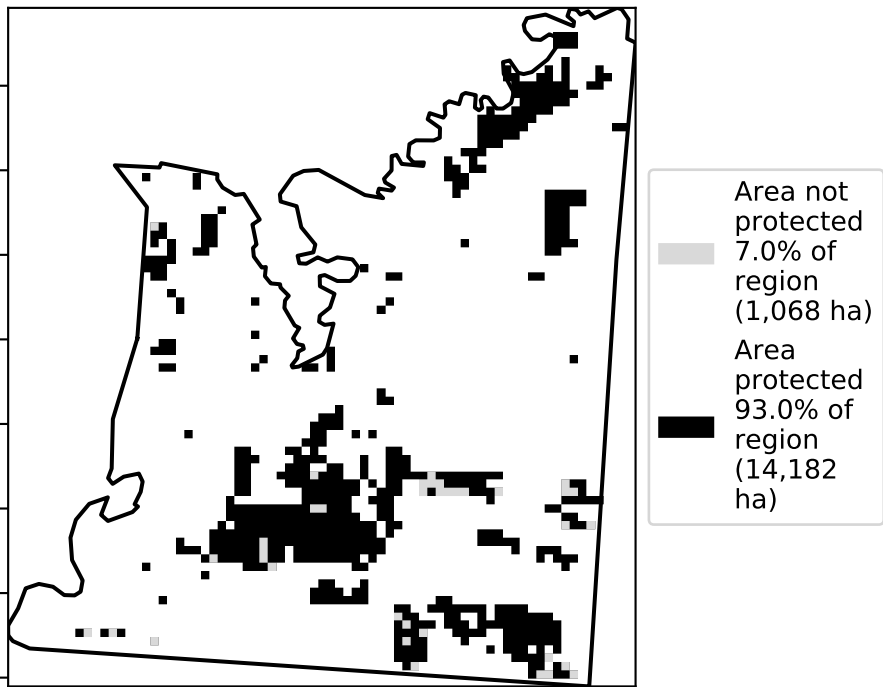 Area not
protected
7.0% of
region
(1,068 ha)
Area
protected
93.0% of
region
(14,182
ha)